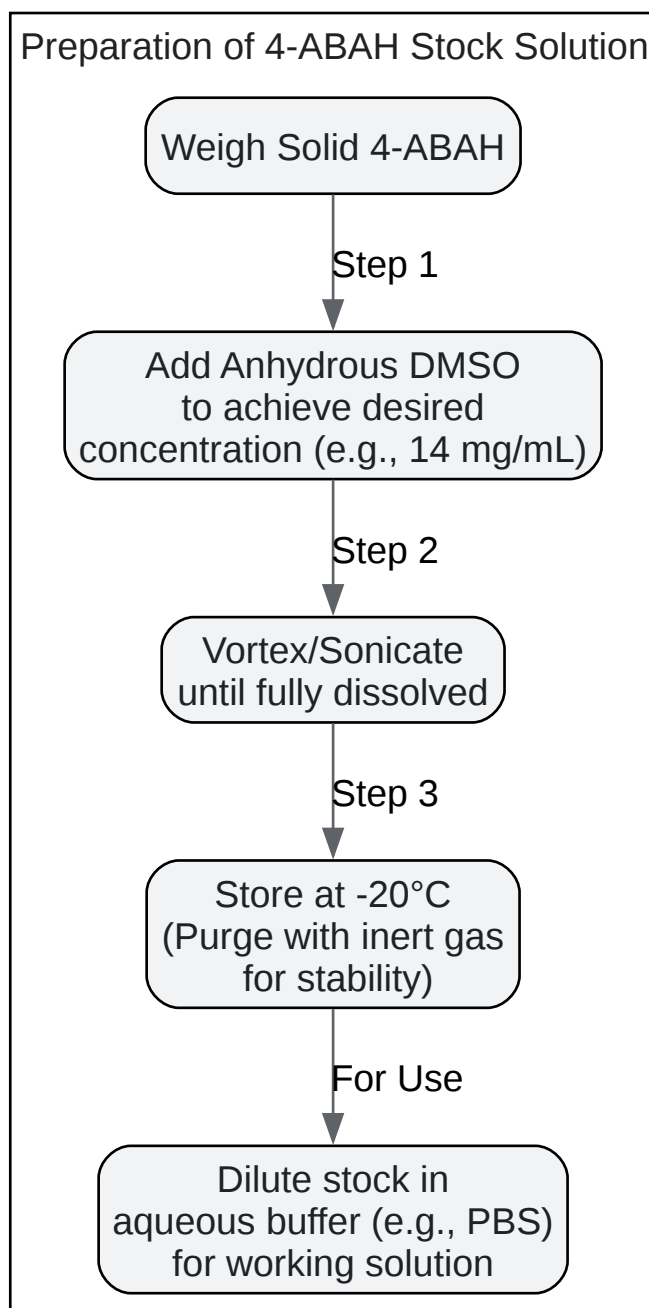 Preparation of 4-ABAH Stock Solution
Weigh Solid 4-ABAH
Step 1
Add Anhydrous DMSO
to achieve desired
concentration (e.g., 14 mg/mL)
Step 2
Vortex/Sonicate
until fully dissolved
Step 3
Store at -20°C
(Purge with inert gas
for stability)
For Use
Dilute stock in
aqueous buffer (e.g., PBS)
for working solution